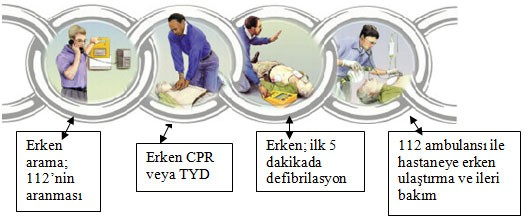 Erken
arama;
112’nin
aranması
Erken CPR
veya TYD
Erken; ilk 5
dakikada
defibrilasyon
112 ambulansı ile
hastaneye erken
ulaştırma ve ileri
bakım